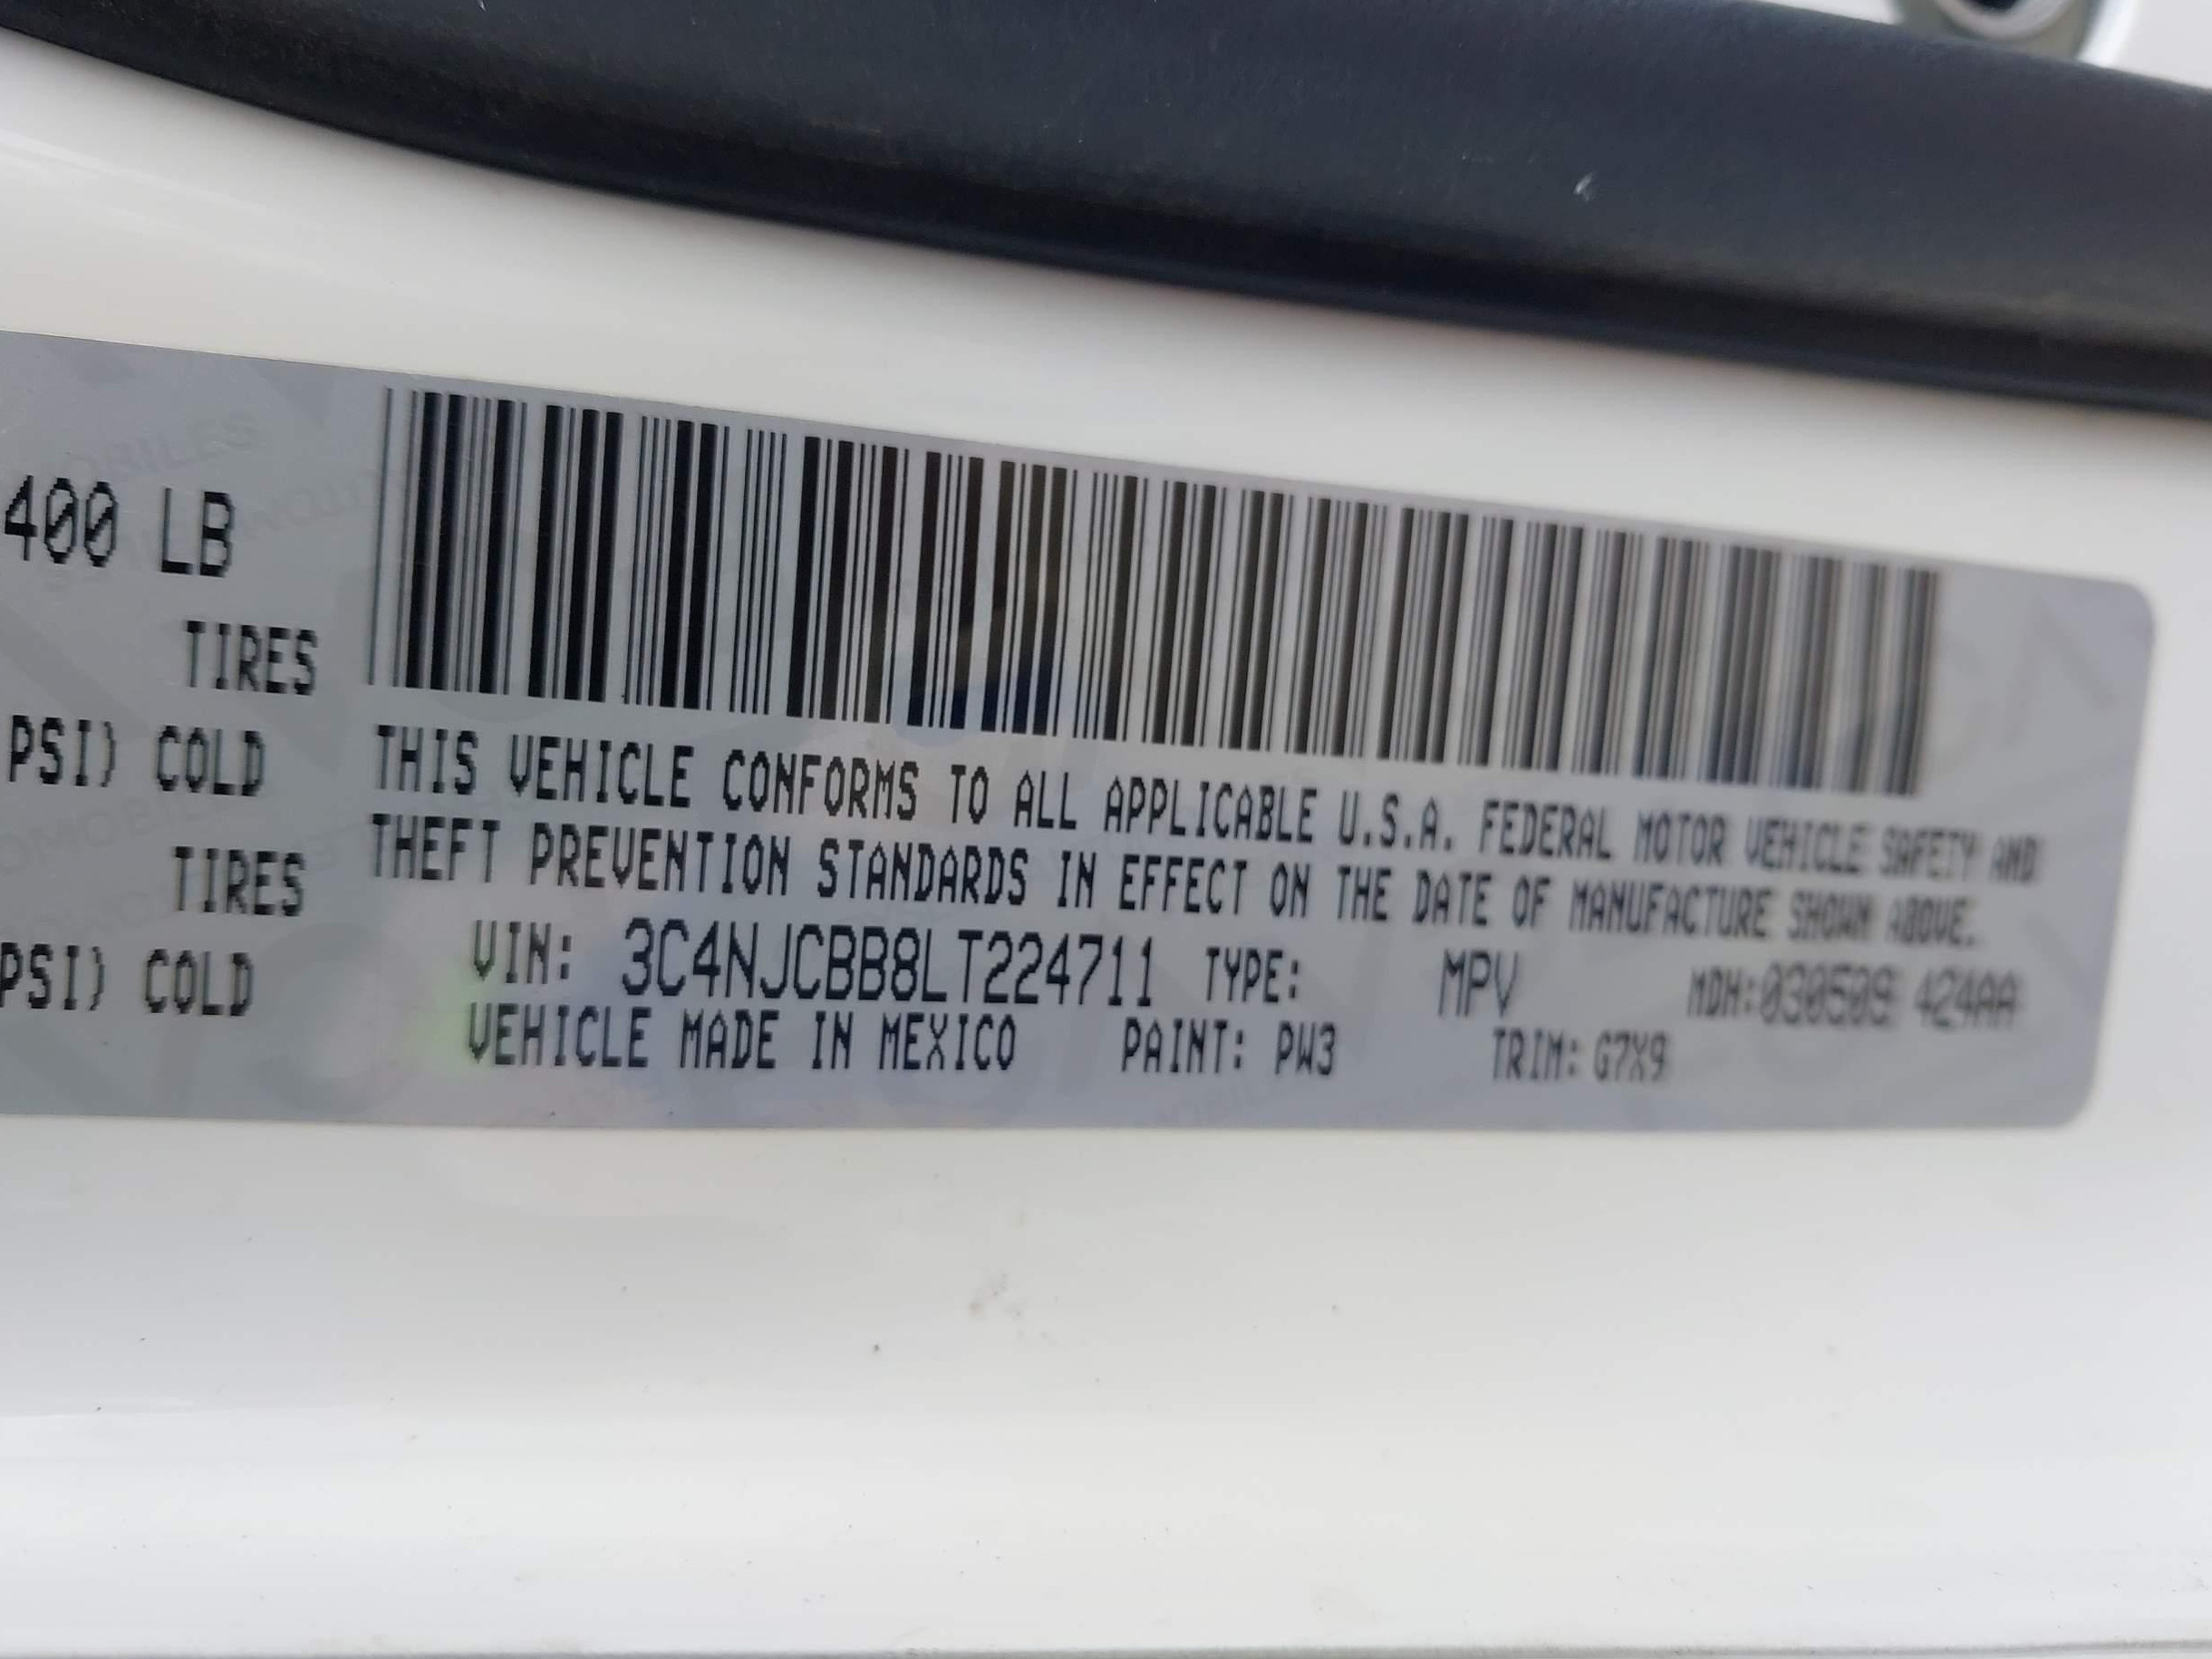 400 LB
TIRES
PSI) COLD
TIRES
PSI) COLD
THIS VEHICLE CONFORMS TO ALL APPLICABLE U.S.A. FEDERAL MOTOR VEHICLE SAFETY AND
THEFT PREVENTION STANDARDS IN EFFECT ON THE DATE OF MANUFACTURE SHOWN ABOVE.
VIN: 3C4NJCBB8LT224711 TYPE: MPV MDH:030509 424AA
VEHICLE MADE IN MEXICO PAINT: PW3 TRIM: G7X9